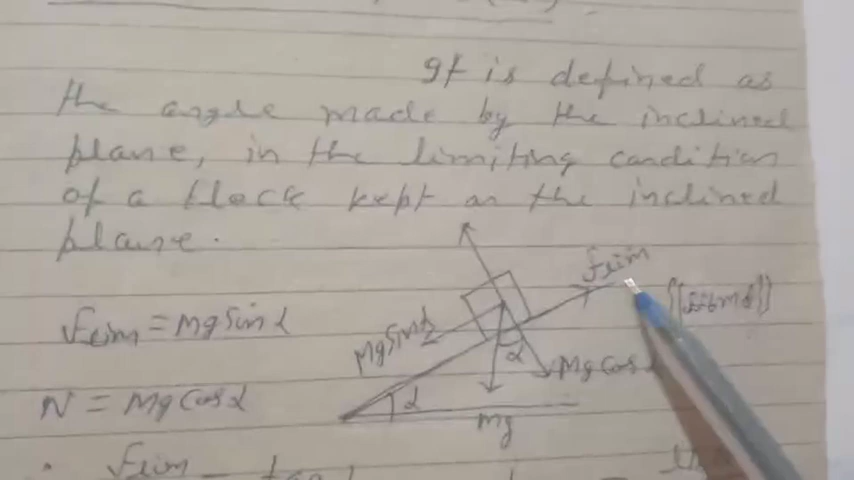 It is defined as
the angle made by the inclined
plane, in the limiting condition
of a block kept on the inclined
plane.
flim
flim = mg sin α
Mg sin α
α
Mg cos α
N = Mg cos α
α
mg
flim